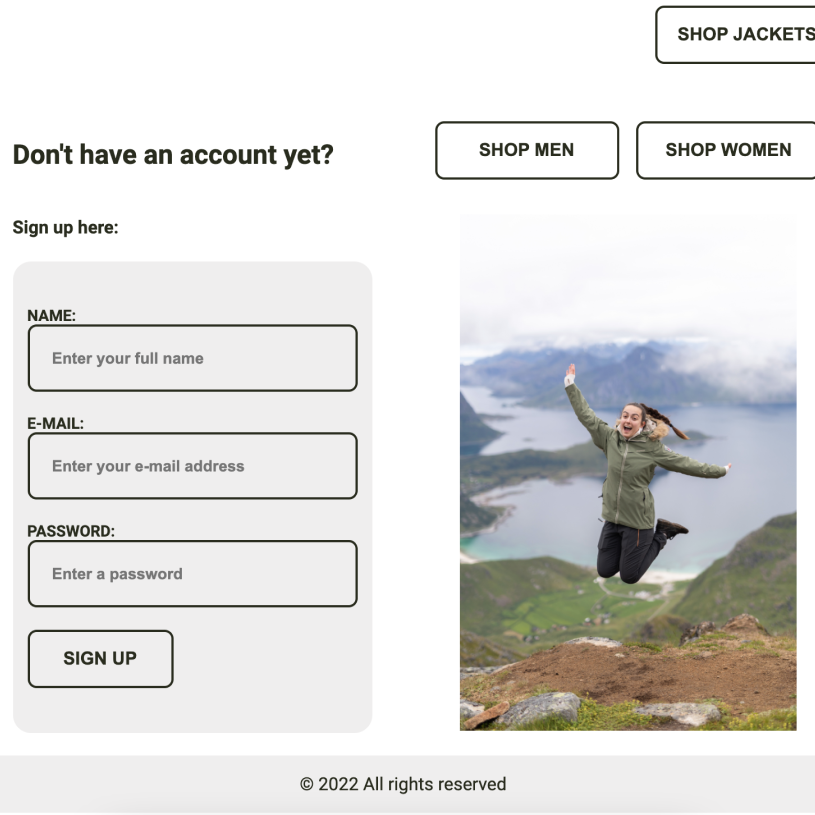 SHOP JACKETS
Don't have an account yet?
SHOP MEN
SHOP WOMEN
Sign up here:
NAME:
Enter your full name
E-MAIL:
Enter your e-mail address
PASSWORD:
Enter a password
SIGN UP
© 2022 All rights reserved